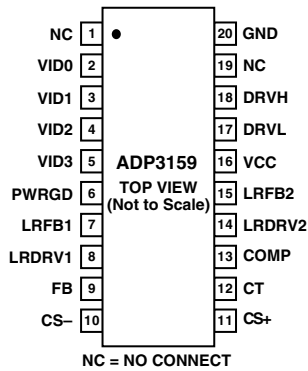 NC 1 20 GND
VID0 2 19 NC
VID1 3 18 DRVH
VID2 4 17 DRVL
VID3 5 ADP3159 16 VCC
PWRGD 6 TOP VIEW 15 LRFB2
(Not to Scale)
LRFB1 7 14 LRDRV2
LRDRV1 8 13 COMP
FB 9 12 CT
CS– 10 11 CS+
NC = NO CONNECT